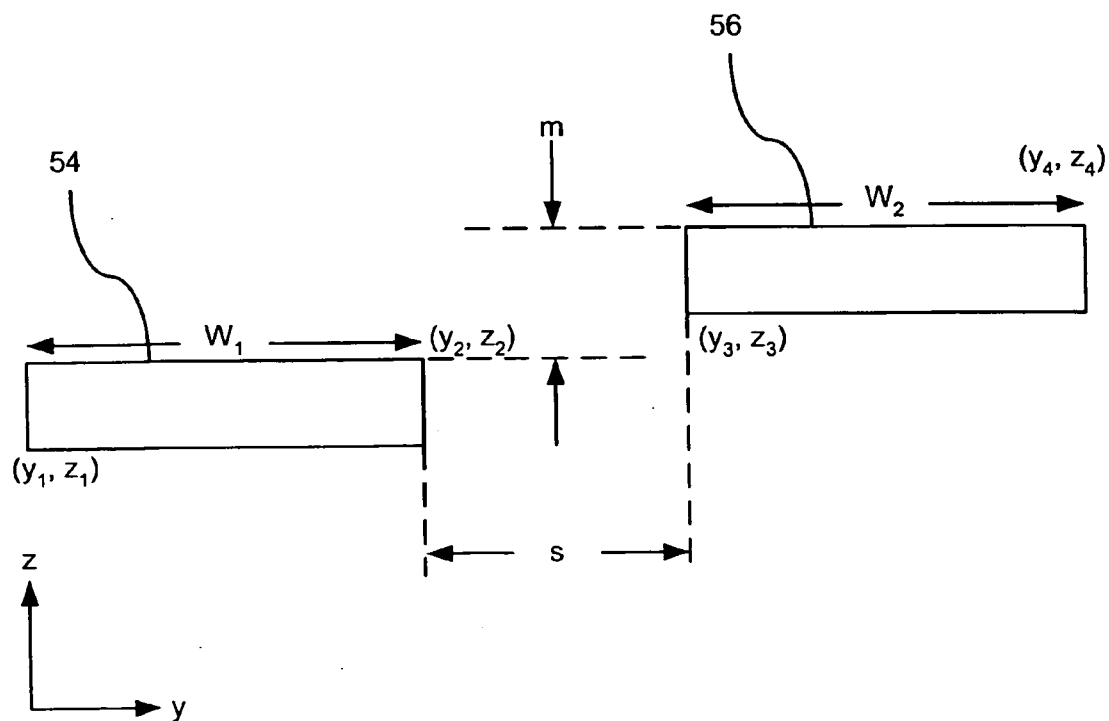 56
m
54
(y₄, z₄)
W₂
W₁
(y₂, z₂)
(y₃, z₃)
(y₁, z₁)
s
z
y